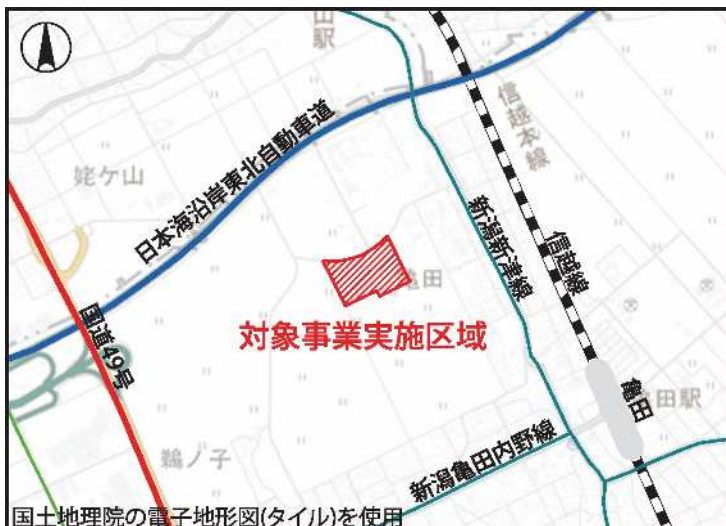 山駅
姥ケ山
日本海沿岸東北自動車道
信越本線
新潟新津線
信越線
亀田
対象事業実施区域
国道49号
亀田
亀田駅
鵜ノ子
新潟亀田内野線
国土地理院の電子地形図(タイル)を使用